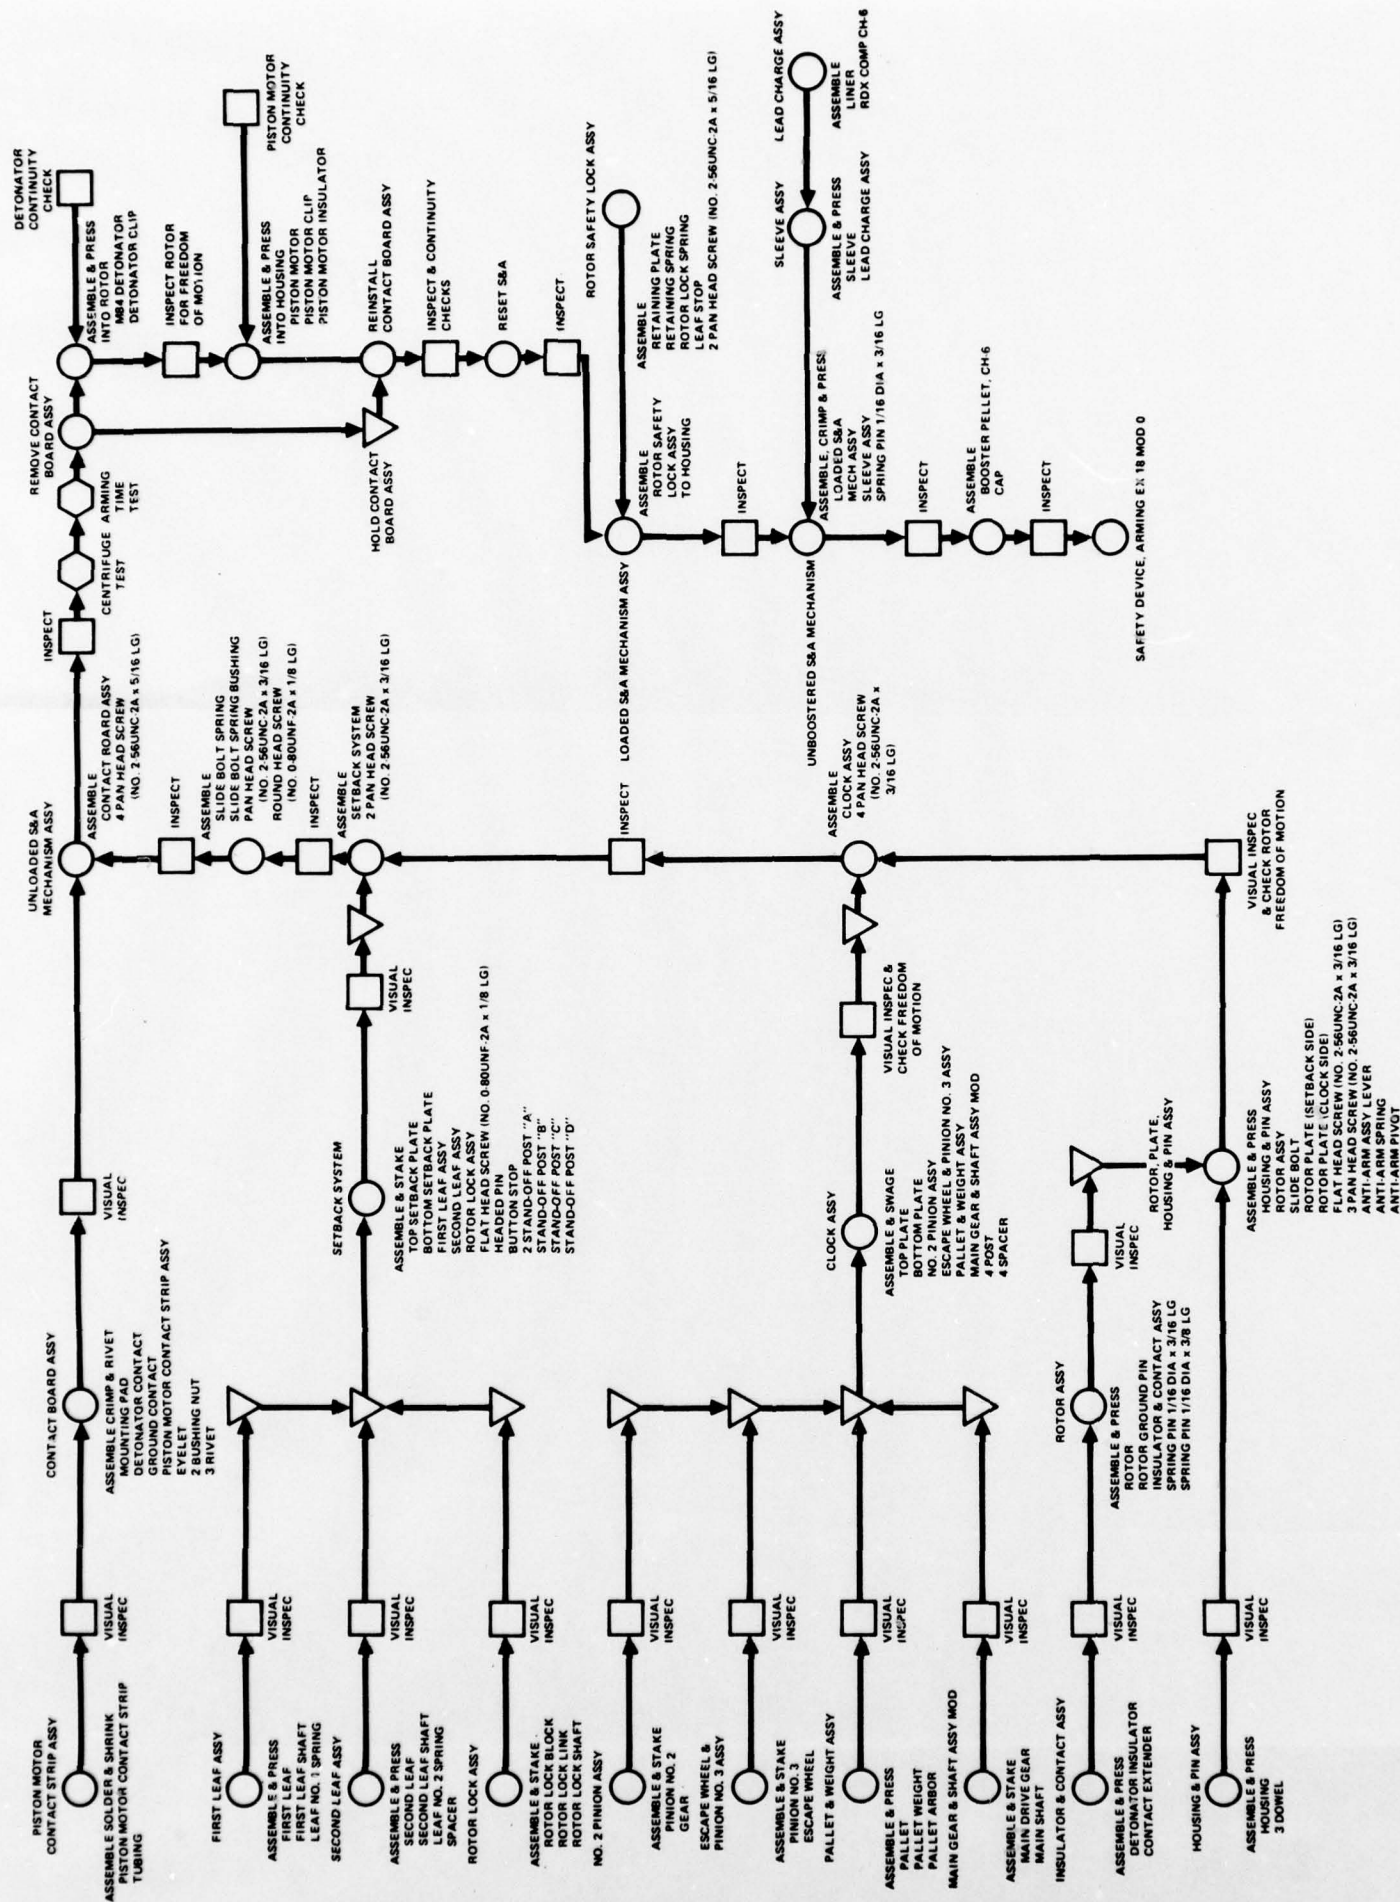 PISTON MOTOR
CONTACT STRIP ASSY
ASSEMBLE SOLDER & SHRINK
PISTON MOTOR CONTACT STRIP
TUBING
VISUAL
INSPEC
CONTACT BOARD ASSY
ASSEMBLE CRIMP & RIVET
MOUNTING PAD
DETONATOR CONTACT
GROUND CONTACT
PISTON MOTOR CONTACT STRIP ASSY
EYELET
2 BUSHING NUT
3 RIVET
VISUAL
INSPEC
UNLOADED S&A
MECHANISM ASSY
ASSEMBLE
CONTACT ROARD ASSY
4 PAN HEAD SCREW
(NO. 2-56UNC-2A x 5/16 LG)
INSPECT
CENTRIFUGE
TEST
ARMING
TIME
TEST
REMOVE CONTACT
BOARD ASSY
DETONATOR
CONTINUITY
CHECK
ASSEMBLE & PRESS
INTO ROTOR
M84 DETONATOR
DETONATOR CLIP
INSPECT ROTOR
FOR FREEDOM
OF MOTION
PISTON MOTOR
CONTINUITY
CHECK
ASSEMBLE & PRESS
INTO HOUSING
PISTON MOTOR
PISTON MOTOR CLIP
PISTON MOTOR INSULATOR
HOLD CONTACT
BOARD ASSY
REINSTALL
CONTACT BOARD ASSY
INSPECT & CONTINUITY
CHECKS
RESET S&A
INSPECT
FIRST LEAF ASSY
ASSEMBLE & PRESS
FIRST LEAF
FIRST LEAF SHAFT
LEAF NO. 1 SPRING
VISUAL
INSPEC
SECOND LEAF ASSY
ASSEMBLE & PRESS
SECOND LEAF
SECOND LEAF SHAFT
LEAF NO. 2 SPRING
SPACER
VISUAL
INSPEC
ROTOR LOCK ASSY
ASSEMBLE & STAKE
ROTOR LOCK BLOCK
ROTOR LOCK LINK
ROTOR LOCK SHAFT
VISUAL
INSPEC
SETBACK SYSTEM
ASSEMBLE & STAKE
TOP SETBACK PLATE
BOTTOM SETBACK PLATE
FIRST LEAF ASSY
SECOND LEAF ASSY
ROTOR LOCK ASSY
FLAT HEAD SCREW (NO. 0-80UNF-2A x 1/8 LG)
HEADED PIN
BUTTON STOP
2 STAND-OFF POST "A"
STAND-OFF POST "B"
STAND-OFF POST "C"
STAND-OFF POST "D"
VISUAL
INSPEC
INSPECT
ASSEMBLE
SLIDE BOLT SPRING
SLIDE BOLT SPRING BUSHING
PAN HEAD SCREW
(NO. 2-56UNC-2A x 3/16 LG)
ROUND HEAD SCREW
(NO. 0-80UNF-2A x 1/8 LG)
INSPECT
ASSEMBLE
SETBACK SYSTEM
2 PAN HEAD SCREW
(NO. 2-56UNC-2A x 3/16 LG)
INSPECT
ROTOR SAFETY LOCK ASSY
ASSEMBLE
RETAINING PLATE
RETAINING SPRING
ROTOR LOCK SPRING
LEAF STOP
2 PAN HEAD SCREW (NO. 2-56UNC-2A x 5/16 LG)
LOADED S&A MECHANISM ASSY
ASSEMBLE
ROTOR SAFETY
LOCK ASSY
TO HOUSING
INSPECT
NO. 2 PINION ASSY
ASSEMBLE & STAKE
PINION NO. 2
GEAR
VISUAL
INSPEC
ESCAPE WHEEL &
PINION NO. 3 ASSY
ASSEMBLE & STAKE
PINION NO. 3
ESCAPE WHEEL
VISUAL
INSPEC
PALLET & WEIGHT ASSY
ASSEMBLE & PRESS
PALLET
PALLET WEIGHT
PALLET ARBOR
VISUAL
INSPEC
MAIN GEAR & SHAFT ASSY MOD
ASSEMBLE & STAKE
MAIN DRIVE GEAR
MAIN SHAFT
VISUAL
INSPEC
CLOCK ASSY
ASSEMBLE & SWAGE
TOP PLATE
BOTTOM PLATE
NO. 2 PINION ASSY
ESCAPE WHEEL & PINION NO. 3 ASSY
PALLET & WEIGHT ASSY
MAIN GEAR & SHAFT ASSY MOD
4 POST
4 SPACER
VISUAL INSPEC &
CHECK FREEDOM
OF MOTION
ASSEMBLE
CLOCK ASSY
4 PAN HEAD SCREW
(NO. 2-56UNC-2A x
3/16 LG)
LEAD CHARGE ASSY
ASSEMBLE
LINER
RDX COMP CH-6
SLEEVE ASSY
ASSEMBLE & PRESS
SLEEVE
LEAD CHARGE ASSY
UNBOOSTERED S&A MECHANISM
ASSEMBLE, CRIMP & PRESS
LOADED S&A
MECH ASSY
SLEEVE ASSY
SPRING PIN 1/16 DIA x 3/16 LG
INSPECT
ASSEMBLE
BOOSTER PELLET, CH-6
CAP
INSPECT
SAFETY DEVICE, ARMING EX 18 MOD 0
INSULATOR & CONTACT ASSY
ASSEMBLE & PRESS
DETONATOR INSULATOR
CONTACT EXTENDER
VISUAL
INSPEC
ROTOR ASSY
ASSEMBLE & PRESS
ROTOR
ROTOR GROUND PIN
INSULATOR & CONTACT ASSY
SPRING PIN 1/16 DIA x 3/16 LG
SPRING PIN 1/16 DIA x 3/8 LG
VISUAL
INSPEC
ROTOR, PLATE,
HOUSING & PIN ASSY
HOUSING & PIN ASSY
ASSEMBLE & PRESS
HOUSING
3 DOWEL
VISUAL
INSPEC
ASSEMBLE & PRESS
HOUSING & PIN ASSY
ROTOR ASSY
SLIDE BOLT
ROTOR PLATE (SETBACK SIDE)
ROTOR PLATE (CLOCK SIDE)
FLAT HEAD SCREW (NO. 2-56UNC-2A x 3/16 LG)
3 PAN HEAD SCREW (NO. 2-56UNC-2A x 3/16 LG)
ANTI-ARM ASSY LEVER
ANTI-ARM SPRING
ANTI-ARM PIVOT
VISUAL INSPEC
& CHECK ROTOR
FREEDOM OF MOTION